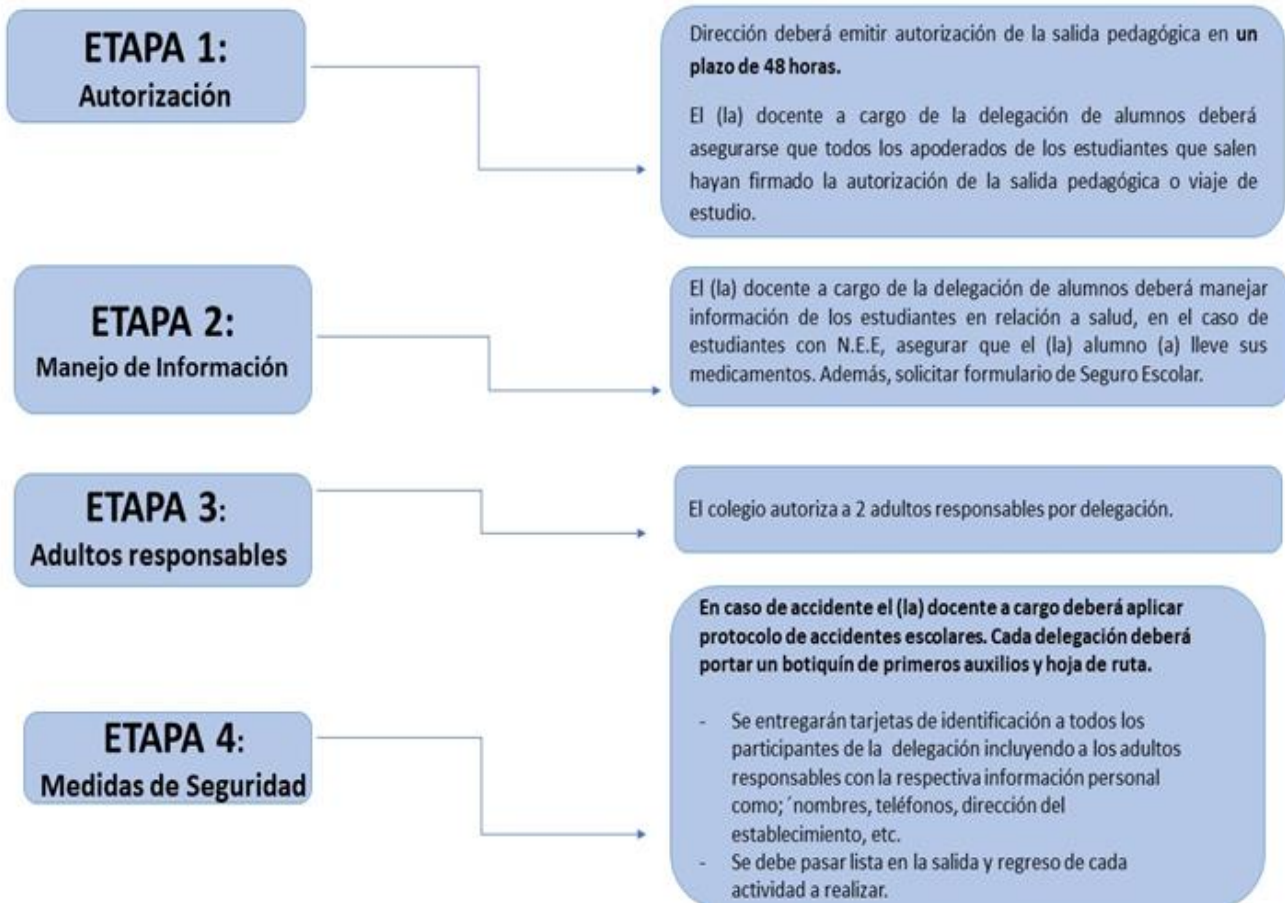 ETAPA 1:
Autorización
Dirección deberá emitir autorización de la salida pedagógica en un
plazo de 48 horas.
El (la) docente a cargo de la delegación de alumnos deberá
asegurarse que todos los apoderados de los estudiantes que salen
hayan firmado la autorización de la salida pedagógica o viaje de
estudio.
ETAPA 2:
Manejo de Información
El (la) docente a cargo de la delegación de alumnos deberá manejar
información de los estudiantes en relación a salud, en el caso de
estudiantes con N.E.E, asegurar que el (la) alumno (a) lleve sus
medicamentos. Además, solicitar formulario de Seguro Escolar.
ETAPA 3:
Adultos responsables
El colegio autoriza a 2 adultos responsables por delegación.
ETAPA 4:
Medidas de Seguridad
En caso de accidente el (la) docente a cargo deberá aplicar
protocolo de accidentes escolares. Cada delegación deberá
portar un botiquín de primeros auxilios y hoja de ruta.
- Se entregarán tarjetas de identificación a todos los
participantes de la delegación incluyendo a los adultos
responsables con la respectiva información personal
como; ´nombres, teléfonos, dirección del
establecimiento, etc.
- Se debe pasar lista en la salida y regreso de cada
actividad a realizar.